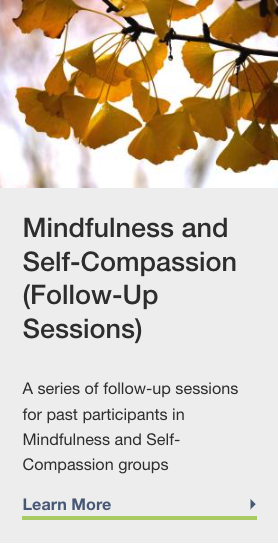 Mindfulness and
Self-Compassion
(Follow-Up
Sessions)
A series of follow-up sessions
for past participants in
Mindfulness and Self-
Compassion groups
Learn More